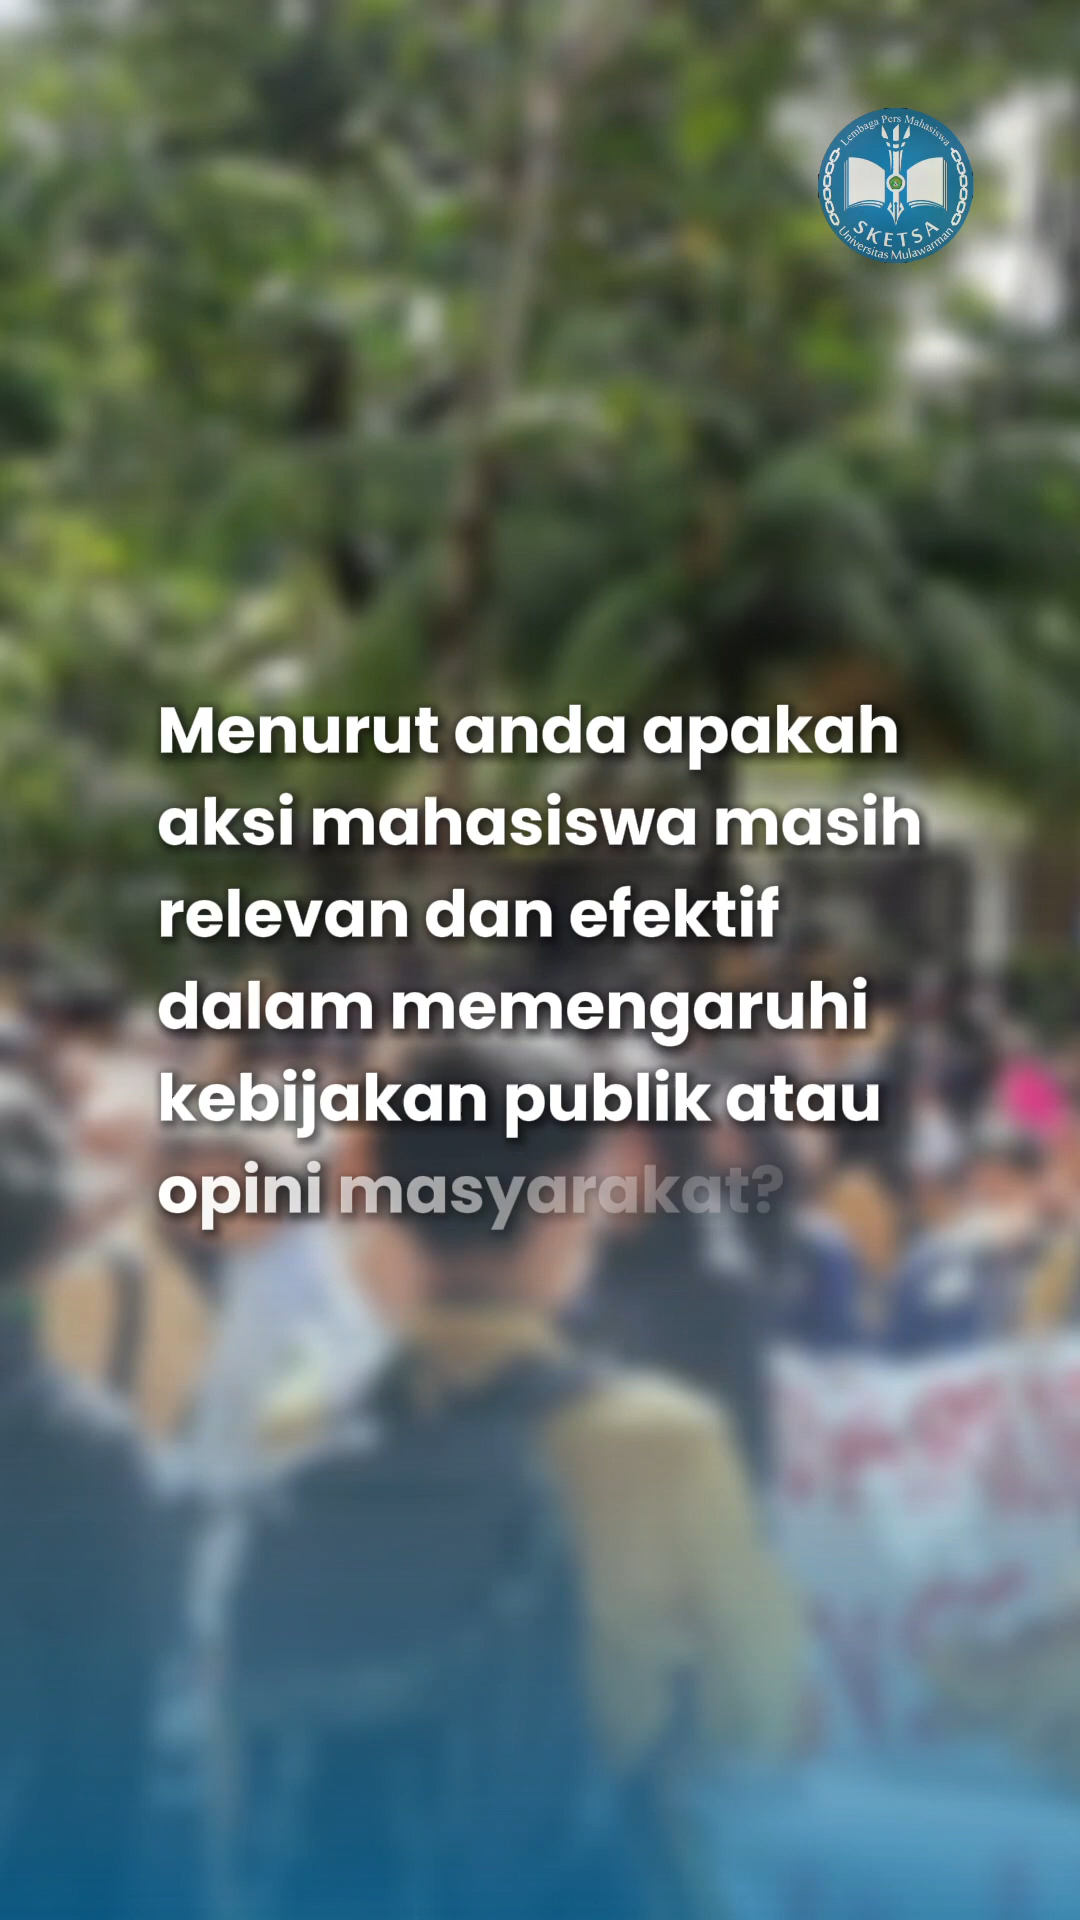 Lembaga Pers Mahasiswa
SKETSA
Universitas Mulawarman
Menurut anda apakah
aksi mahasiswa masih
relevan dan efektif
dalam memengaruhi
kebijakan publik atau
opini masyarakat?